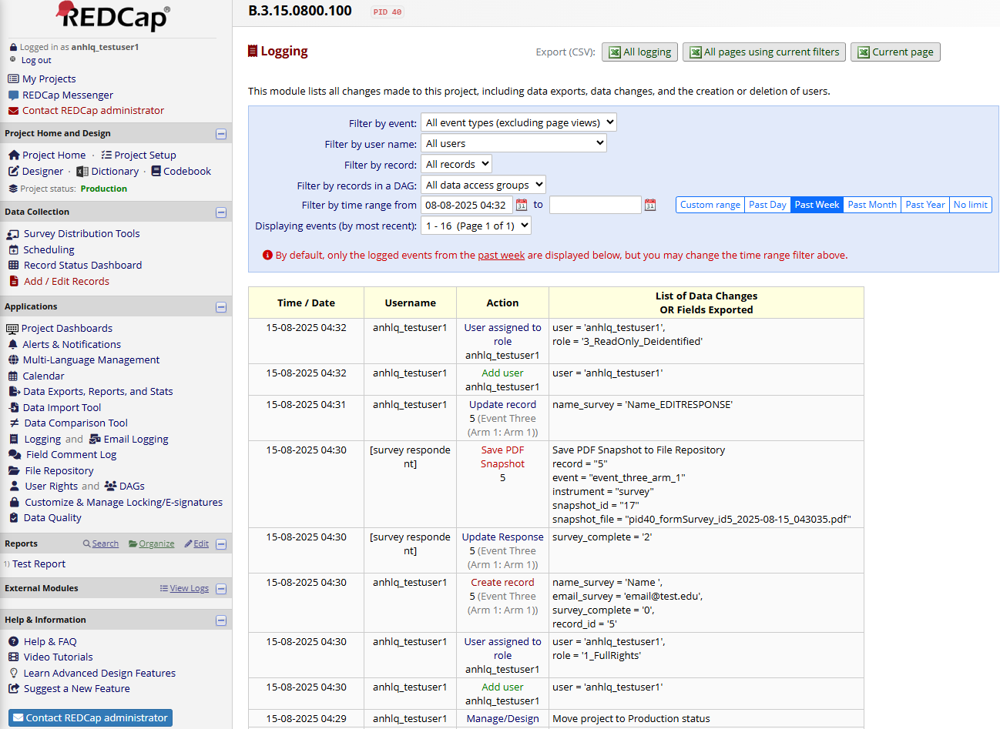 REDCap®
Logged in as anhlq_testuser1
Log out
My Projects
REDCap Messenger
Contact REDCap administrator
Project Home and Design
Project Home · Project Setup
Designer · Dictionary · Codebook
Project status: Production
Data Collection
Survey Distribution Tools
Scheduling
Record Status Dashboard
Add / Edit Records
Applications
Project Dashboards
Alerts & Notifications
Multi-Language Management
Calendar
Data Exports, Reports, and Stats
Data Import Tool
Data Comparison Tool
Logging and Email Logging
Field Comment Log
File Repository
User Rights and DAGs
Customize & Manage Locking/E-signatures
Data Quality
Reports Search Organize Edit
1) Test Report
External Modules View Logs
Help & Information
Help & FAQ
Video Tutorials
Learn Advanced Design Features
Suggest a New Feature
Contact REDCap administrator
B.3.15.0800.100 PID 40
Logging
Export (CSV): All logging All pages using current filters Current page
This module lists all changes made to this project, including data exports, data changes, and the creation or deletion of users.
Filter by event: All event types (excluding page views)
Filter by user name: All users
Filter by record: All records
Filter by records in a DAG: All data access groups
Filter by time range from 08-08-2025 04:32 31 to 31 Custom range Past Day Past Week Past Month Past Year No limit
Displaying events (by most recent): 1 - 16 (Page 1 of 1)
By default, only the logged events from the past week are displayed below, but you may change the time range filter above.
Time / Date Username Action List of Data Changes
OR Fields Exported
15-08-2025 04:32 anhlq_testuser1 User assigned to user = 'anhlq_testuser1',
role role = '3_ReadOnly_Deidentified'
anhlq_testuser1
15-08-2025 04:32 anhlq_testuser1 Add user user = 'anhlq_testuser1'
anhlq_testuser1
15-08-2025 04:31 anhlq_testuser1 Update record name_survey = 'Name_EDITRESPONSE'
5 (Event Three
(Arm 1: Arm 1))
15-08-2025 04:30 [survey responde Save PDF Save PDF Snapshot to File Repository
nt] Snapshot record = "5"
5 event = "event_three_arm_1"
instrument = "survey"
snapshot_id = "17"
snapshot_file = "pid40_formSurvey_id5_2025-08-15_043035.pdf"
15-08-2025 04:30 [survey responde Update Response survey_complete = '2'
nt] 5 (Event Three
(Arm 1: Arm 1))
15-08-2025 04:30 anhlq_testuser1 Create record name_survey = 'Name ',
5 (Event Three email_survey = 'email@test.edu',
(Arm 1: Arm 1)) survey_complete = '0',
record_id = '5'
15-08-2025 04:30 anhlq_testuser1 User assigned to user = 'anhlq_testuser1',
role role = '1_FullRights'
anhlq_testuser1
15-08-2025 04:30 anhlq_testuser1 Add user user = 'anhlq_testuser1'
anhlq_testuser1
15-08-2025 04:29 anhlq_testuser1 Manage/Design Move project to Production status